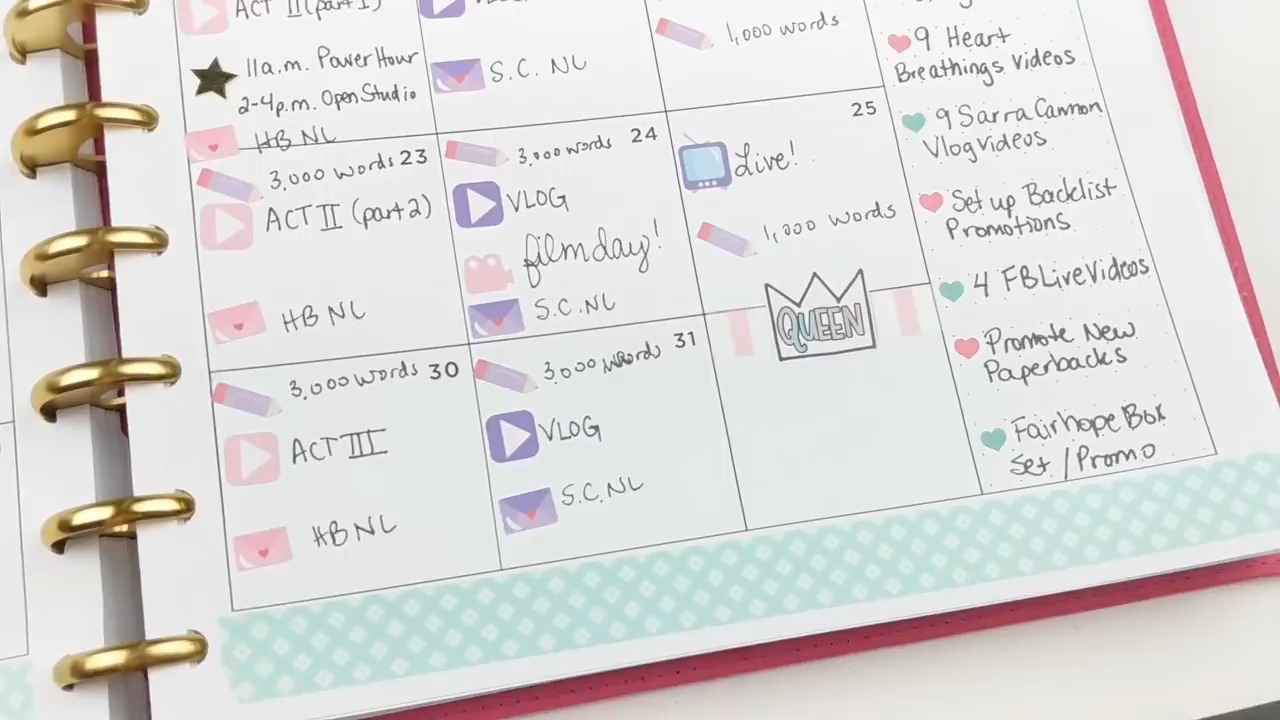 ACT II (part 1)
11a.m. Power Hour
2-4p.m. Open Studio
HB NL
S.C. NL
1,000 words
9 Heart
Breathings Videos
23
3,000 words
ACT II (part 2)
HB NL
24
3,000 words
VLOG
film day!
S.C. NL
25
Live!
1,000 words
QUEEN
9 Sarra Cannon
Vlog videos
Set up Backlist
Promotions
4 FB Live Videos
Promote New
Paperbacks
Fairhope Box
Set / Promo
30
3,000 words
ACT III
HB NL
31
3,000 words
VLOG
S.C. NL